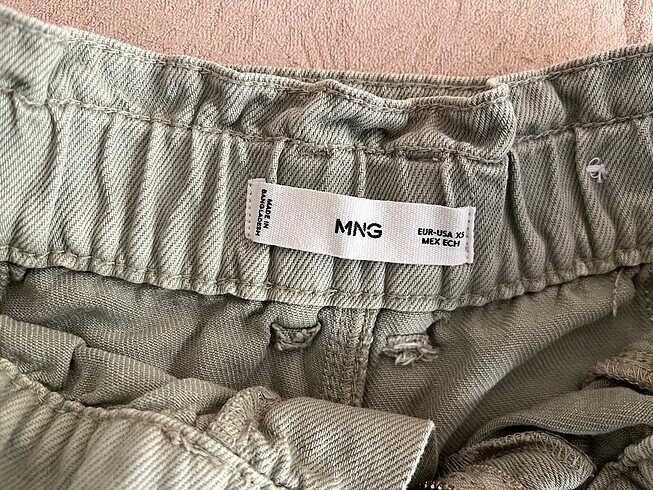 MADE IN
BANGLADESH
MNG
EUR-USA XS
MEX ECH